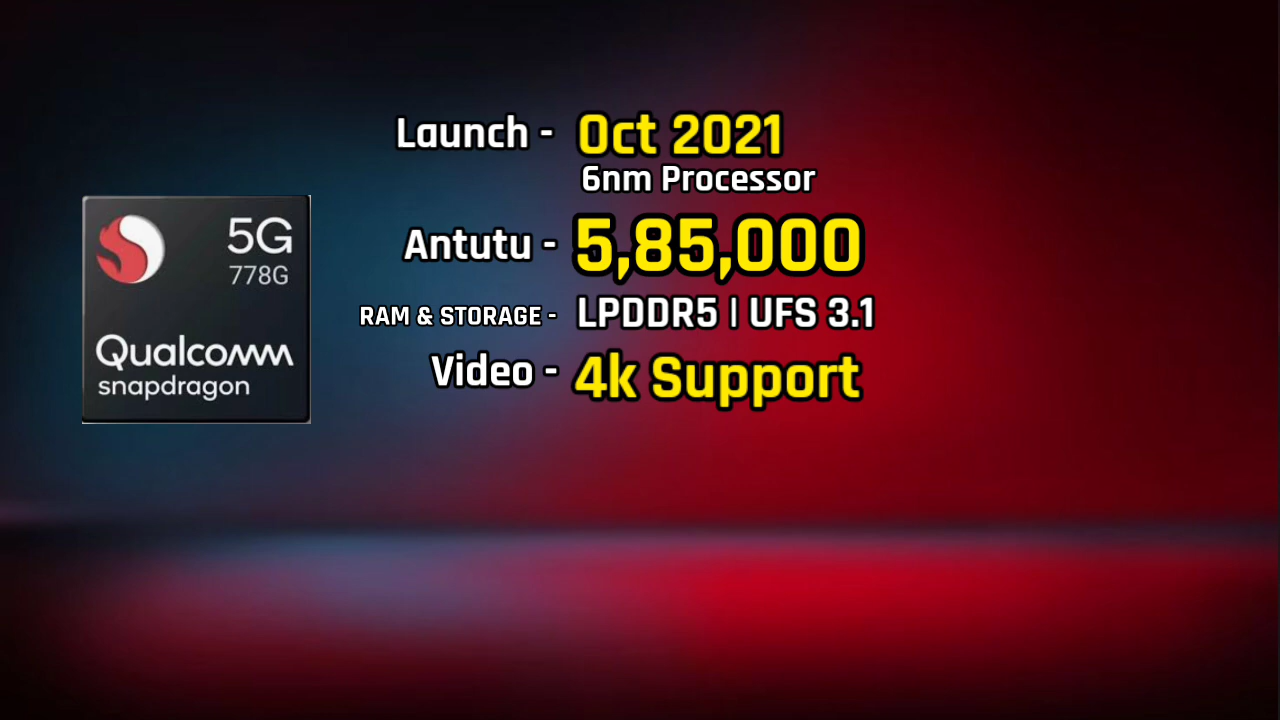 5G
778G
Qualcomm
snapdragon
Launch - Oct 2021
6nm Processor
Antutu - 5,85,000
RAM & STORAGE - LPDDR5 | UFS 3.1
Video - 4k Support